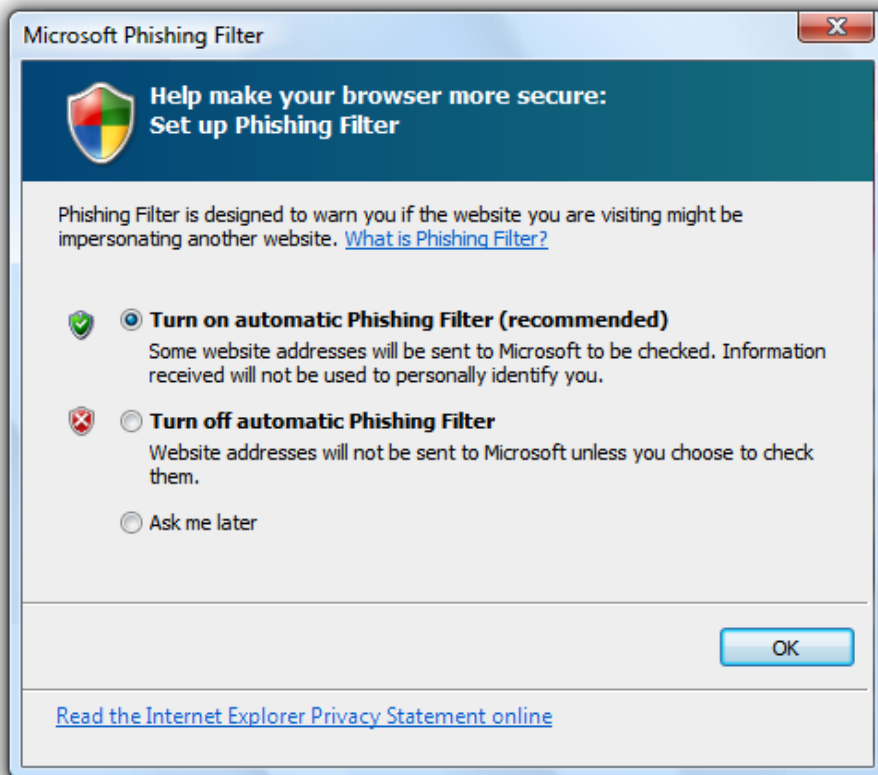 Microsoft Phishing Filter
Help make your browser more secure:
Set up Phishing Filter
Phishing Filter is designed to warn you if the website you are visiting might be
impersonating another website. What is Phishing Filter?
Turn on automatic Phishing Filter (recommended)
Some website addresses will be sent to Microsoft to be checked. Information
received will not be used to personally identify you.
Turn off automatic Phishing Filter
Website addresses will not be sent to Microsoft unless you choose to check
them.
Ask me later
OK
Read the Internet Explorer Privacy Statement online